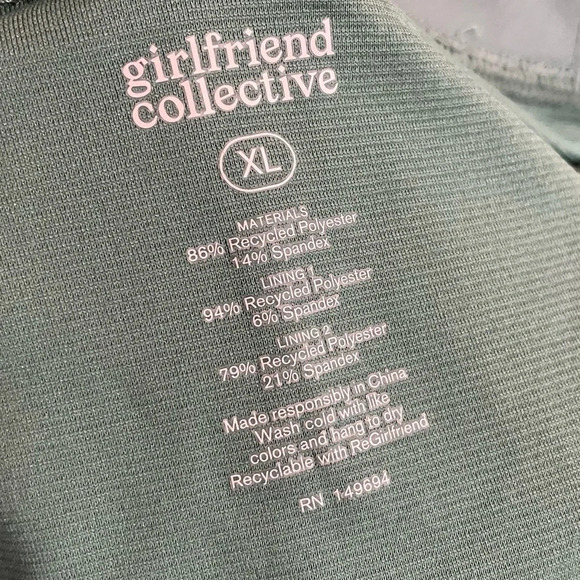 girlfriend
collective
XL
MATERIALS
86% Recycled Polyester
14% Spandex
LINING 1
94% Recycled Polyester
6% Spandex
LINING 2
79% Recycled Polyester
21% Spandex
Made responsibly in China
Wash cold with like
colors and hang to dry
Recyclable with ReGirlfriend
RN 149694